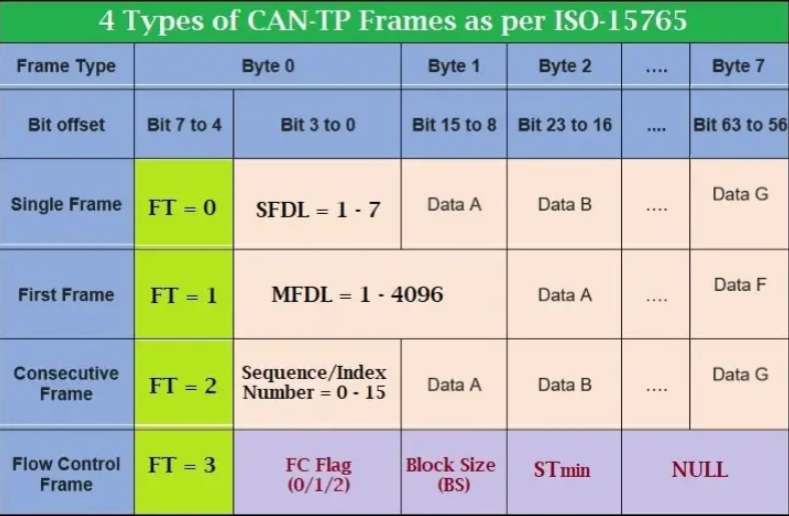 4 Types of CAN-TP Frames as per ISO-15765
Frame Type Byte 0 Byte 1 Byte 2 .... Byte 7
Bit offset Bit 7 to 4 Bit 3 to 0 Bit 15 to 8 Bit 23 to 16 .... Bit 63 to 56
Single Frame FT = 0 SFDL = 1 - 7 Data A Data B .... Data G
First Frame FT = 1 MFDL = 1 - 4096 Data A .... Data F
Consecutive
Frame FT = 2 Sequence/Index
Number = 0 - 15 Data A Data B .... Data G
Flow Control
Frame FT = 3 FC Flag
(0/1/2) Block Size
(BS) STmin NULL